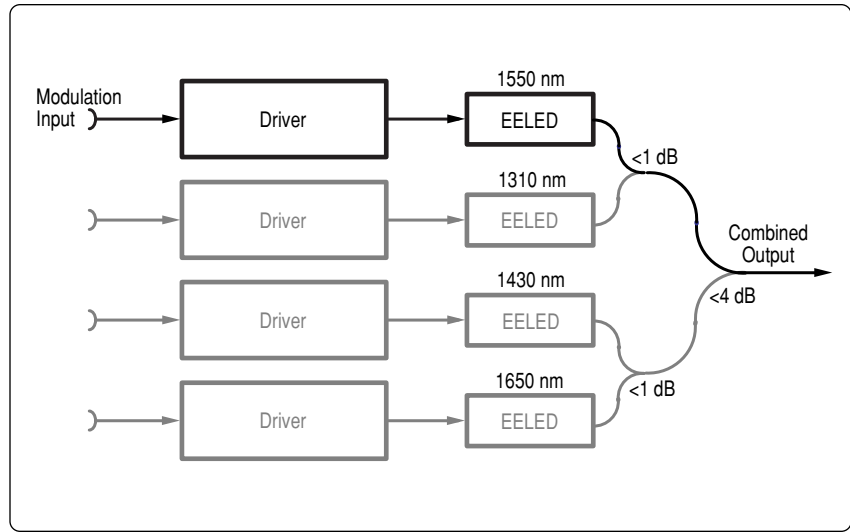 1550 nm
Modulation
Input
Driver
EELED
<1 dB
1310 nm
Driver
EELED
Combined
Output
1430 nm
<4 dB
Driver
EELED
1650 nm
<1 dB
Driver
EELED